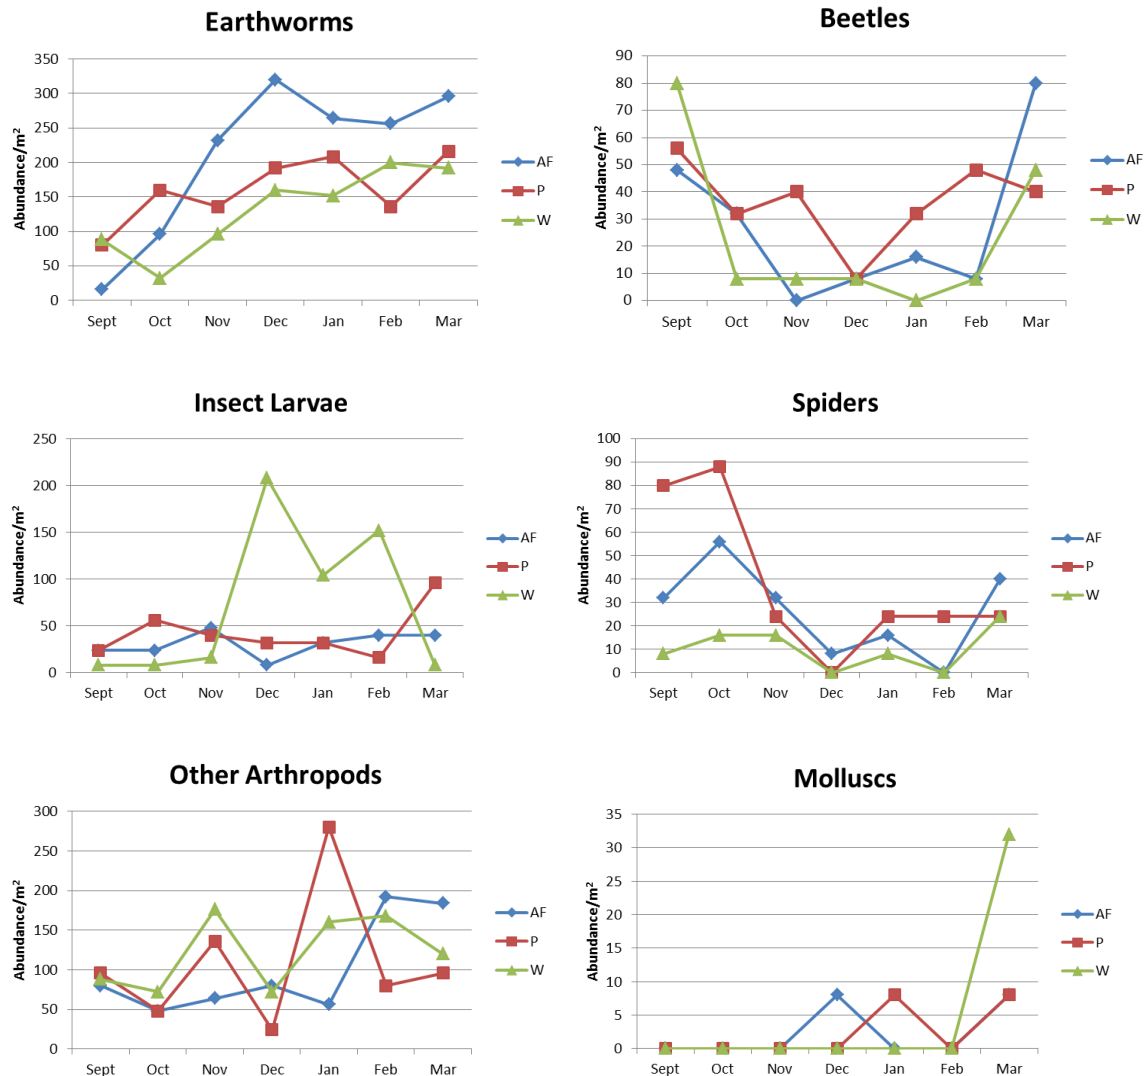 Earthworms
350
300
250
200
150
100
50
0
Abundance/m²
Sept Oct Nov Dec Jan Feb Mar
AF
P
W
Beetles
90
80
70
60
50
40
30
20
10
0
Abundance/m²
Sept Oct Nov Dec Jan Feb Mar
AF
P
W
Insect Larvae
250
200
150
100
50
0
Abundance/m²
Sept Oct Nov Dec Jan Feb Mar
AF
P
W
Spiders
100
90
80
70
60
50
40
30
20
10
0
Abundance/m²
Sept Oct Nov Dec Jan Feb Mar
AF
P
W
Other Arthropods
300
250
200
150
100
50
0
Abundance/m²
Sept Oct Nov Dec Jan Feb Mar
AF
P
W
Molluscs
35
30
25
20
15
10
5
0
Abundance/m²
Sept Oct Nov Dec Jan Feb Mar
AF
P
W